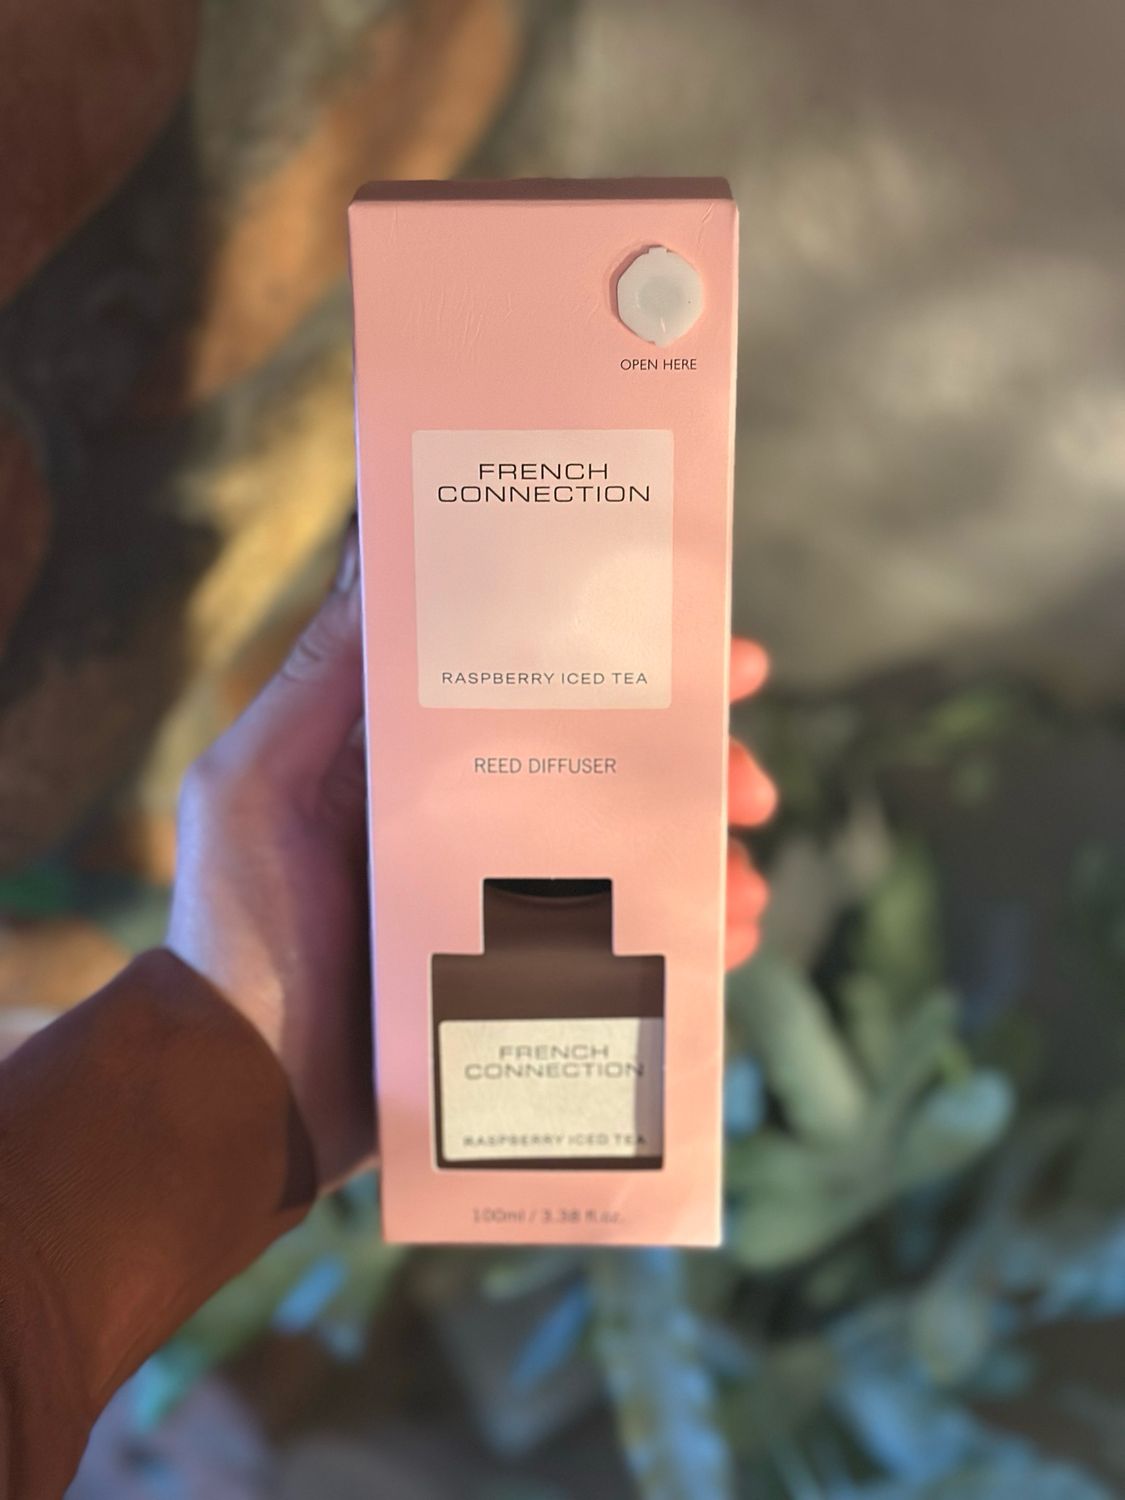 OPEN HERE
FRENCH
CONNECTION
RASPBERRY ICED TEA
REED DIFFUSER
FRENCH
CONNECTION
RASPBERRY ICED TEA
100ml / 3.38 fl.oz.